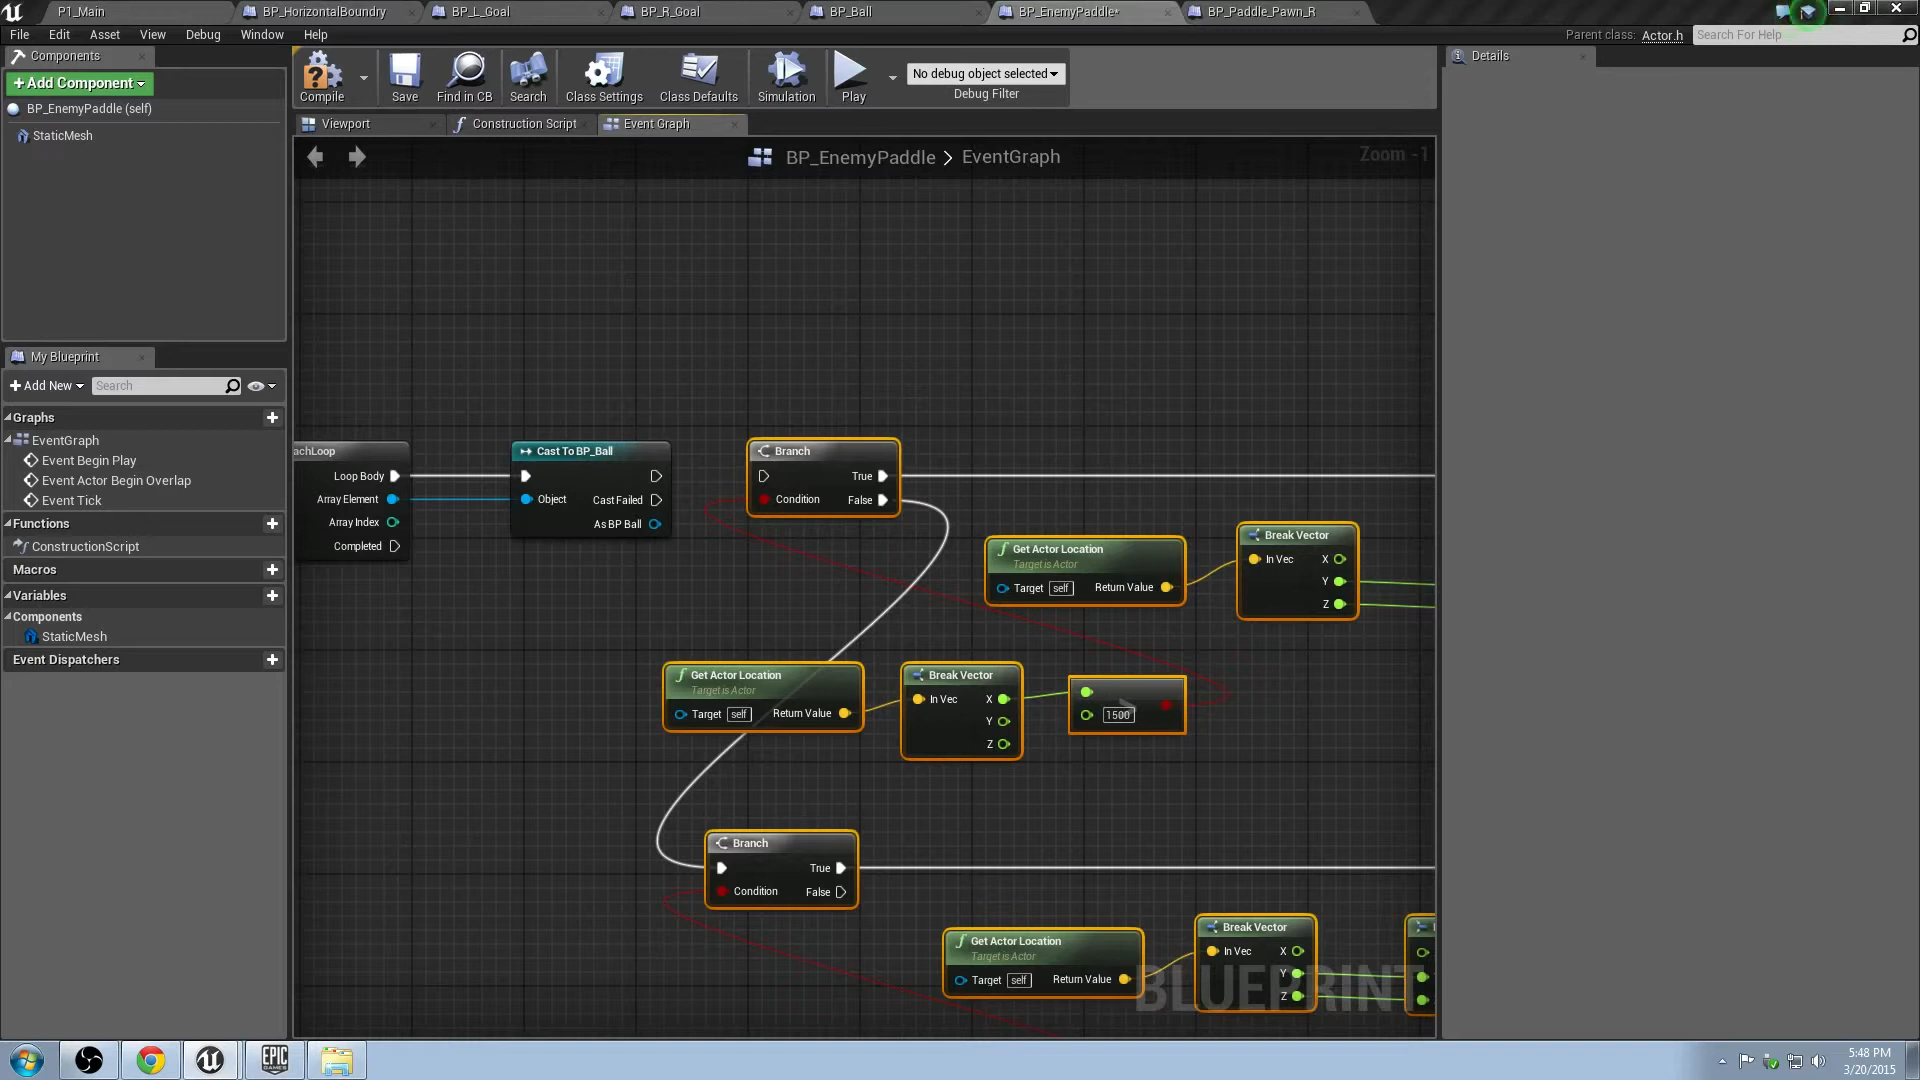 P1_Main
BP_HorizontalBoundry
BP_L_Goal
BP_R_Goal
BP_Ball
BP_EnemyPaddle*
BP_Paddle_Pawn_R
File Edit Asset View Debug Window Help
Parent class: Actor.h
Search For Help
Components
Add Component
BP_EnemyPaddle (self)
StaticMesh
Compile
Save
Find in CB
Search
Class Settings
Class Defaults
Simulation
Play
No debug object selected
Debug Filter
Details
Viewport
Construction Script
Event Graph
BP_EnemyPaddle > EventGraph
Zoom -1
My Blueprint
Add New
Search
Graphs
EventGraph
Event Begin Play
Event Actor Begin Overlap
Event Tick
Functions
ConstructionScript
Macros
Variables
Components
StaticMesh
Event Dispatchers
achLoop
Loop Body
Array Element
Array Index
Completed
Cast To BP_Ball
Object
Cast Failed
As BP Ball
Branch
True
Condition
False
Get Actor Location
Target is Actor
Target self
Return Value
Break Vector
In Vec
X
Y
Z
Get Actor Location
Target is Actor
Target self
Return Value
Break Vector
In Vec
X
Y
Z
>
1500
Branch
True
Condition
False
Get Actor Location
Target is Actor
Target self
Return Value
Break Vector
In Vec
X
Y
Z
BLUEPRINT
EPIC
GAMES
5:48 PM
3/20/2015